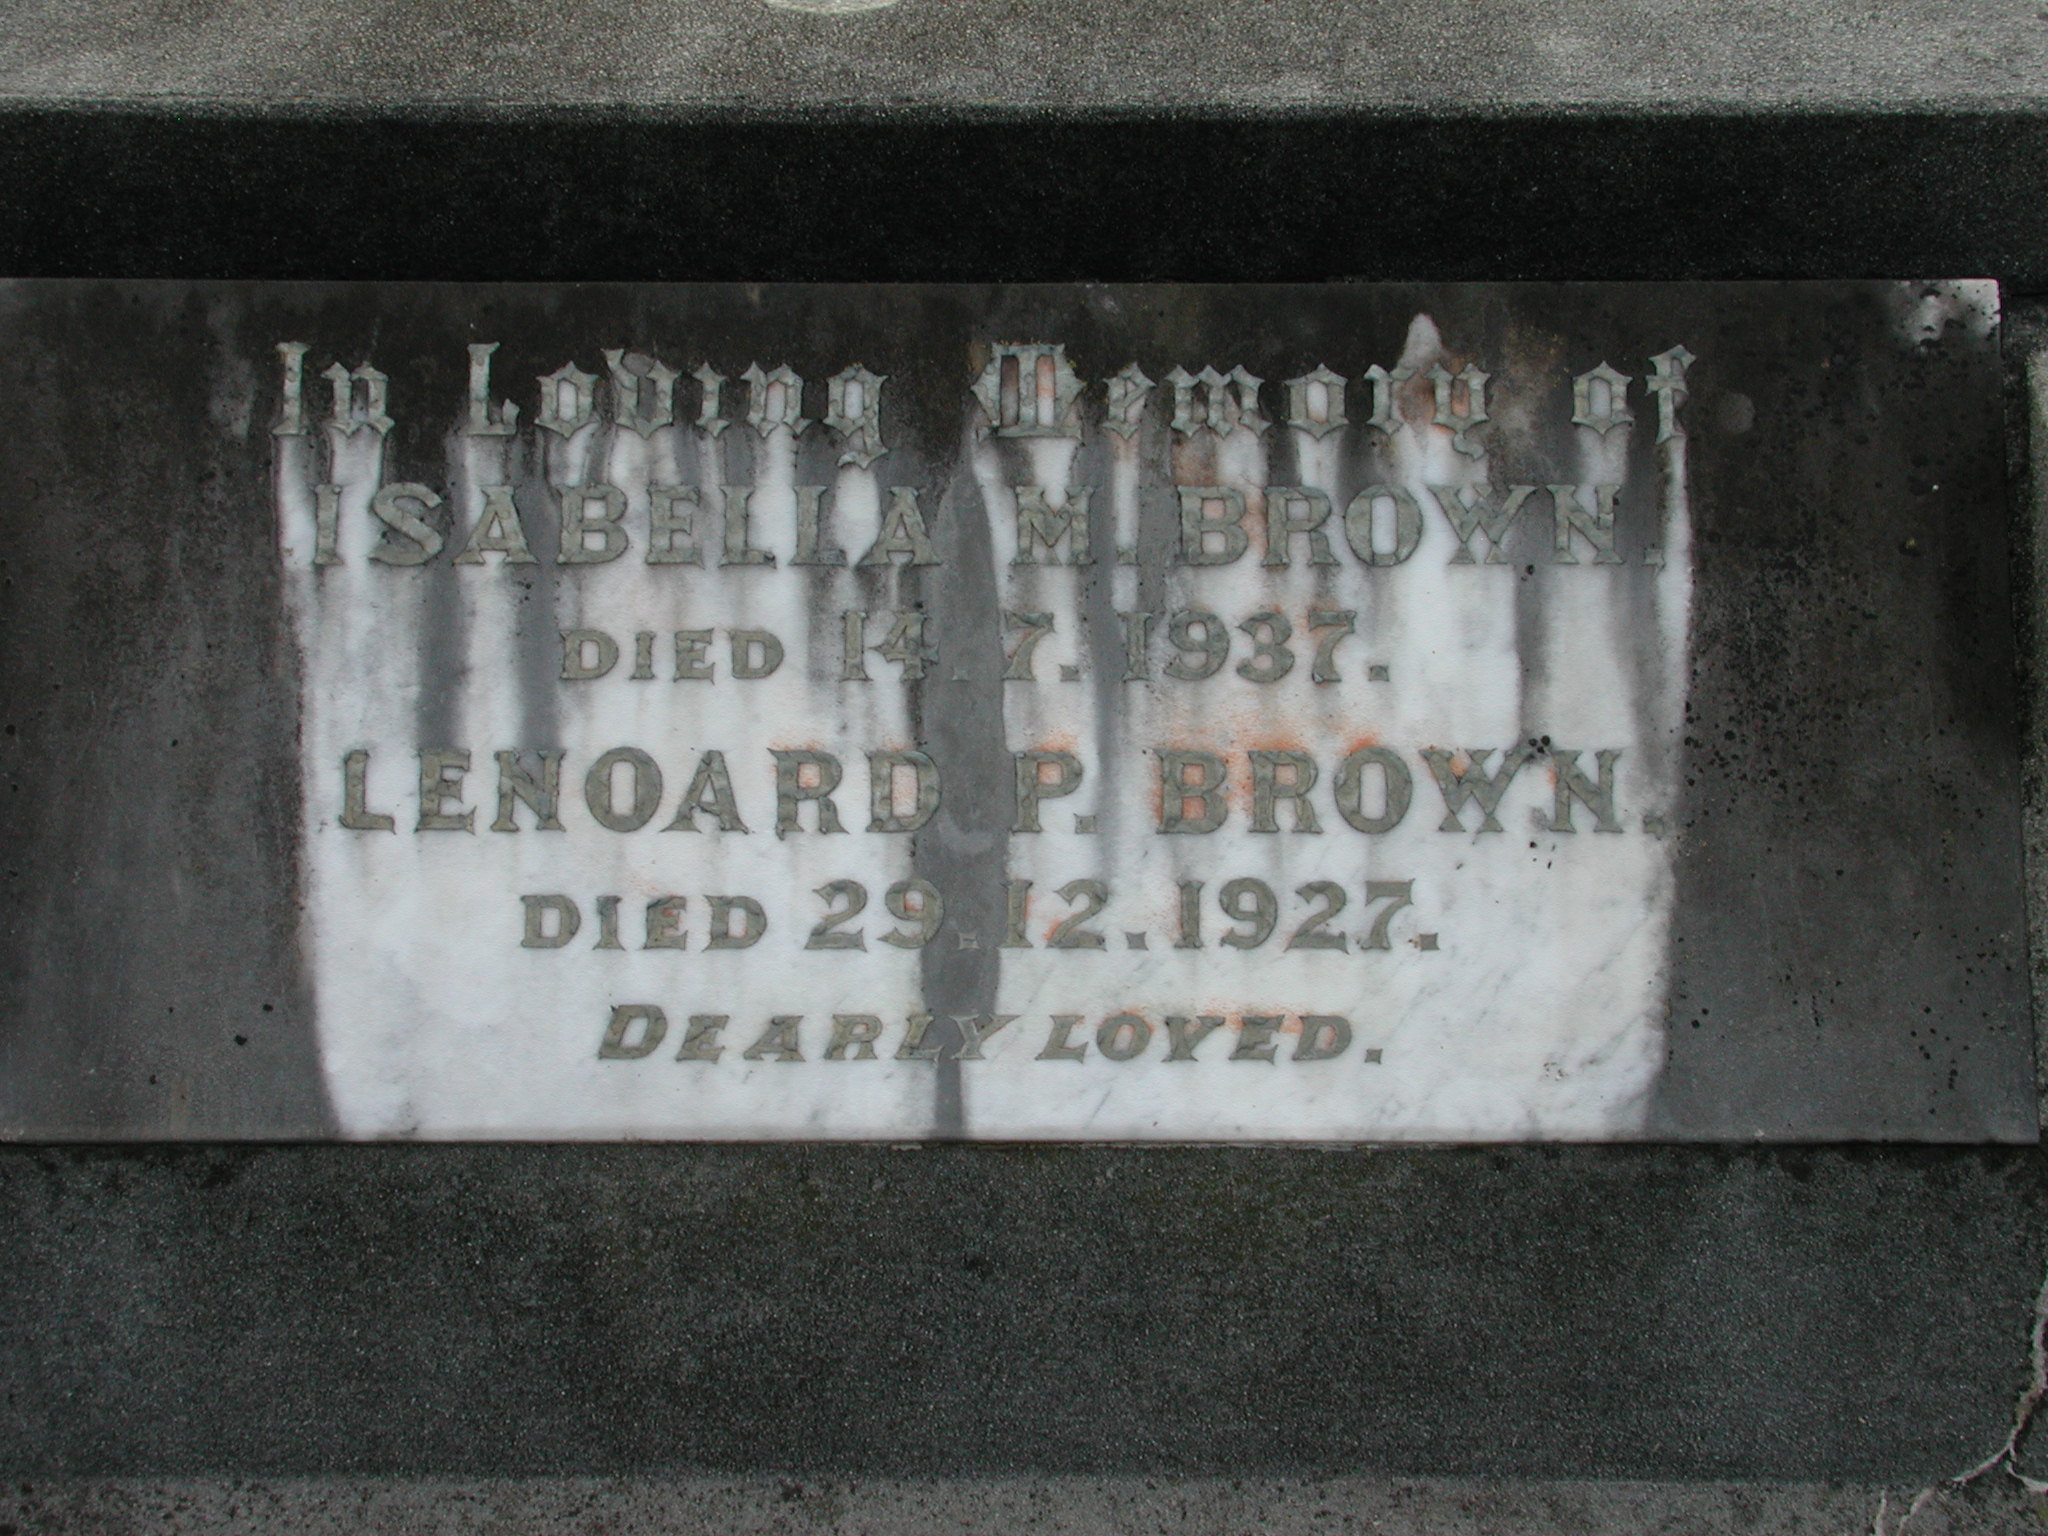 In Loving Memory of
ISABELLA M. BROWN.
DIED 14.7.1937.
LENOARD P. BROWN.
DIED 29.12.1927.
DEARLY LOVED.